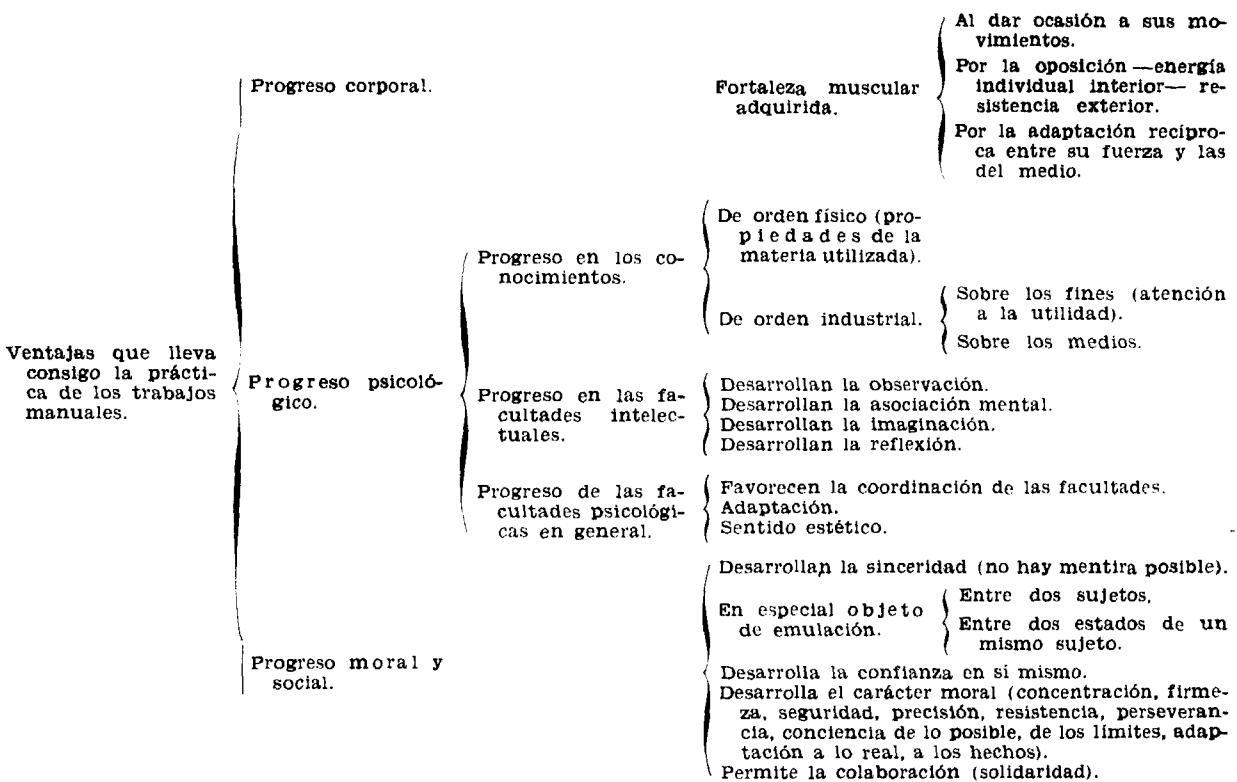 Ventajas que lleva
consigo la prácti-
ca de los trabajos
manuales.
Progreso corporal.
Fortaleza muscular
adquirida.
Al dar ocasión a sus mo-
vimientos.
Por la oposición —energía
individual interior— re-
sistencia exterior.
Por la adaptación recípro-
ca entre su fuerza y las
del medio.
Progreso psicoló-
gico.
Progreso en los co-
nocimientos.
De orden físico (pro-
piedades de la
materia utilizada).
De orden industrial.
Sobre los fines (atención
a la utilidad).
Sobre los medios.
Progreso en las fa-
cultades intelec-
tuales.
Desarrollan la observación.
Desarrollan la asociación mental.
Desarrollan la imaginación.
Desarrollan la reflexión.
Progreso de las fa-
cultades psicológi-
cas en general.
Favorecen la coordinación de las facultades.
Adaptación.
Sentido estético.
Progreso moral y
social.
Desarrollan la sinceridad (no hay mentira posible).
En especial objeto
de emulación.
Entre dos sujetos,
Entre dos estados de un
mismo sujeto.
Desarrolla la confianza en sí mismo.
Desarrolla el carácter moral (concentración, firme-
za, seguridad, precisión, resistencia, perseveran-
cia, conciencia de lo posible, de los límites, adap-
tación a lo real, a los hechos).
Permite la colaboración (solidaridad).